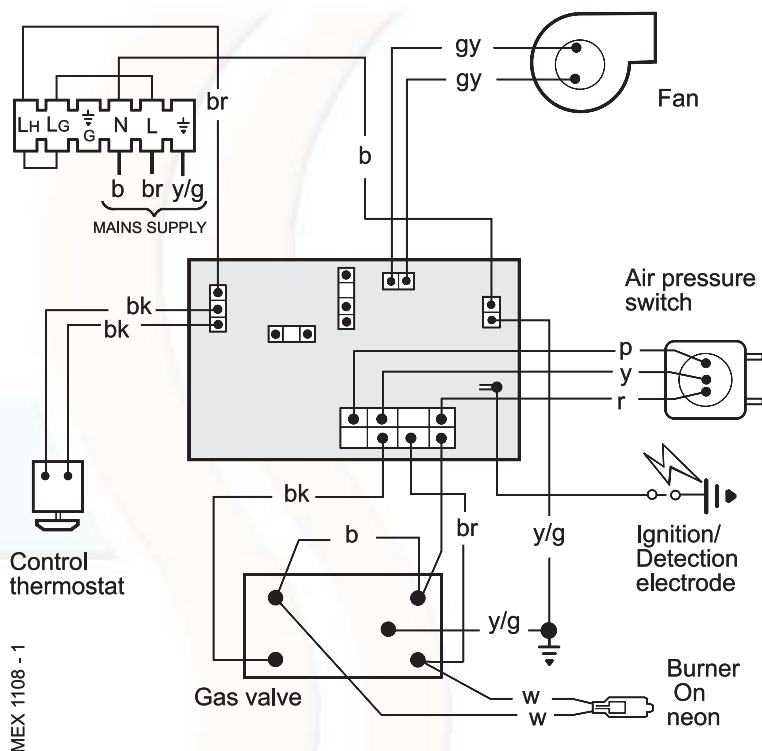 gy
gy
Fan
br
LH LG G N L
b
b br y/g
MAINS SUPPLY
Air pressure
switch
bk
bk
p
y
r
bk
br
b
y/g
Ignition/
Detection
electrode
Control
thermostat
y/g
Gas valve
w
w
Burner
On
neon
MEX 1108 - 1